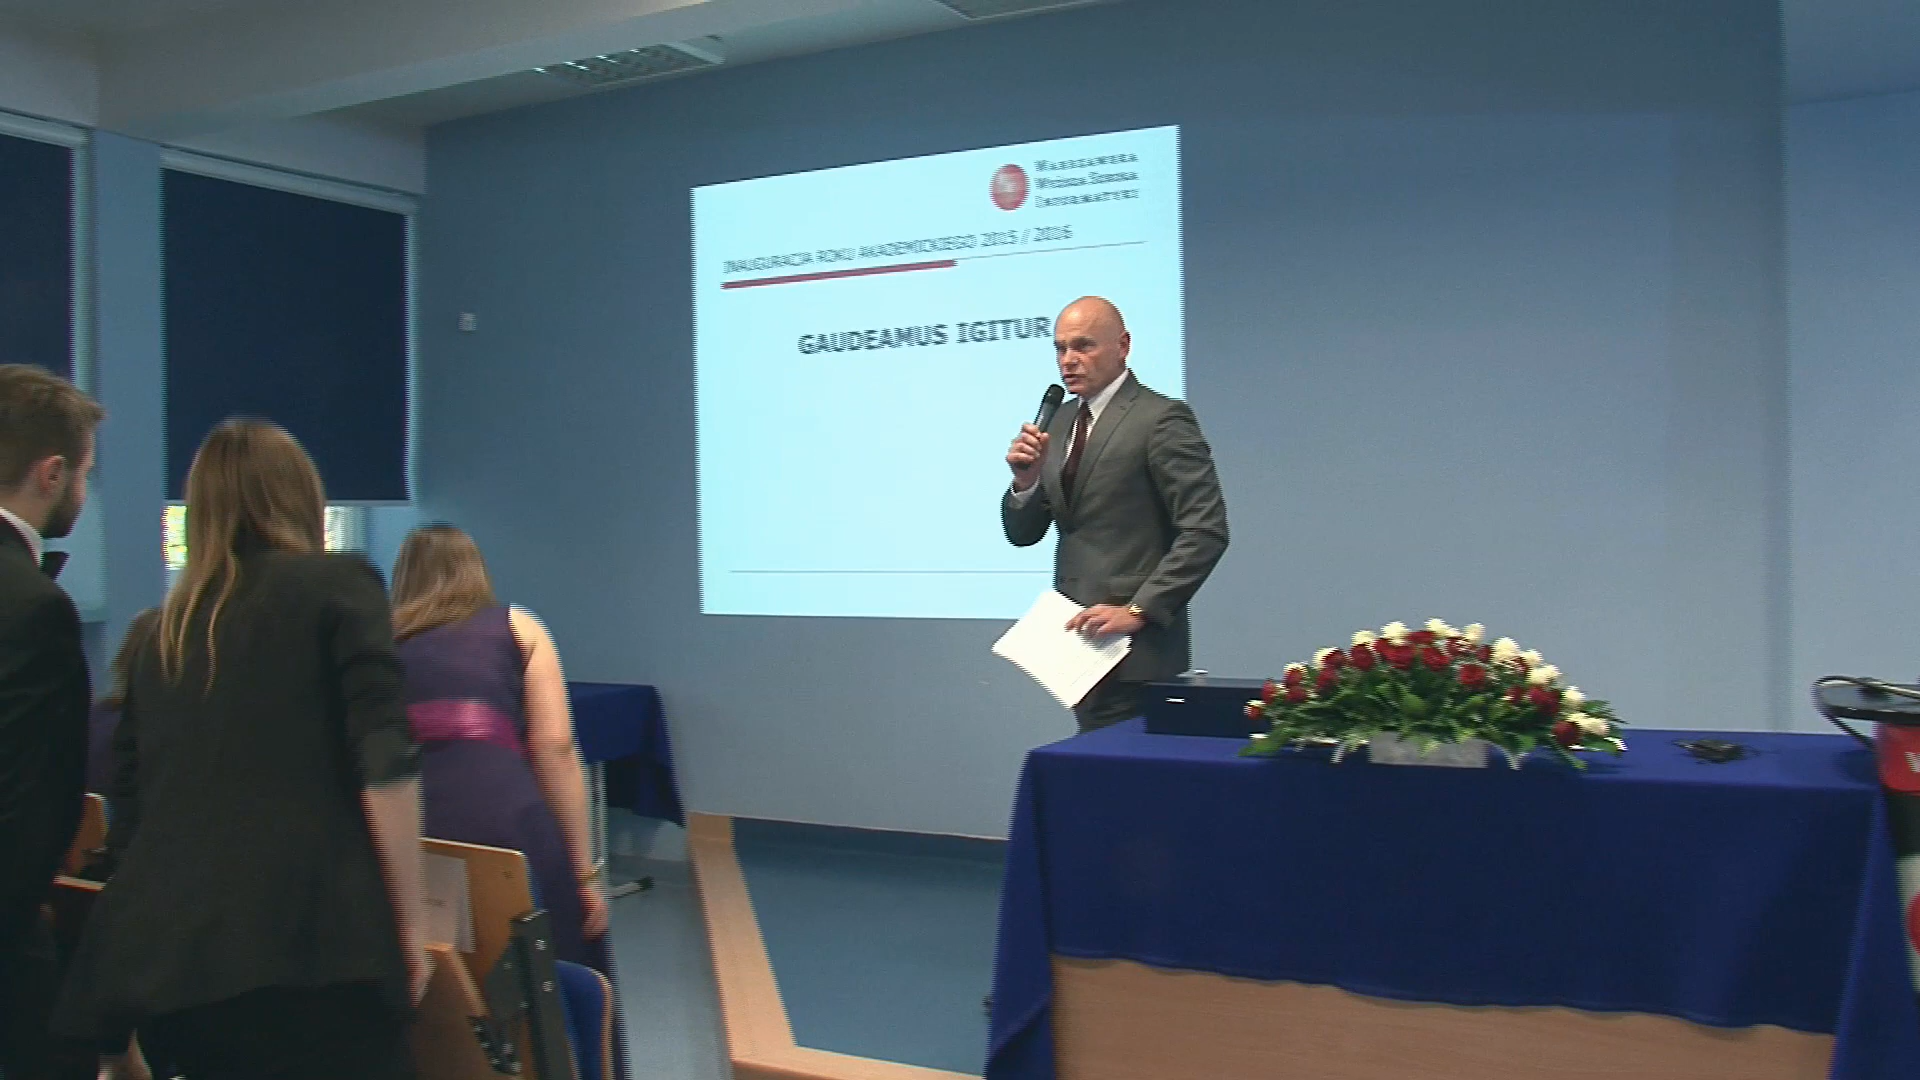 WARSZAWSKA
WYŻSZA SZKOŁA
INFORMATYKI
INAUGURACJA ROKU AKADEMICKIEGO 2015 / 2016
GAUDEAMUS IGITUR